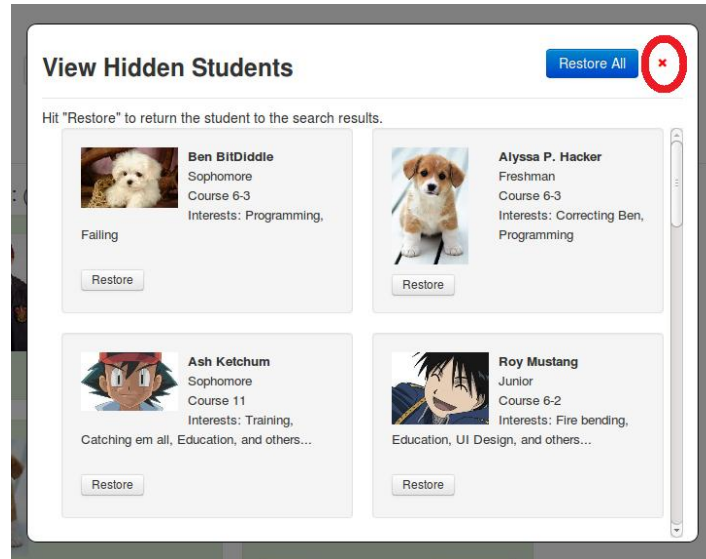 View Hidden Students
Restore All
×
Hit "Restore" to return the student to the search results.
Ben BitDiddle
Sophomore
Course 6-3
Interests: Programming,
Failing
Restore
Alyssa P. Hacker
Freshman
Course 6-3
Interests: Correcting Ben,
Programming
Restore
Ash Ketchum
Sophomore
Course 11
Interests: Training,
Catching em all, Education, and others...
Restore
Roy Mustang
Junior
Course 6-2
Interests: Fire bending,
Education, UI Design, and others...
Restore